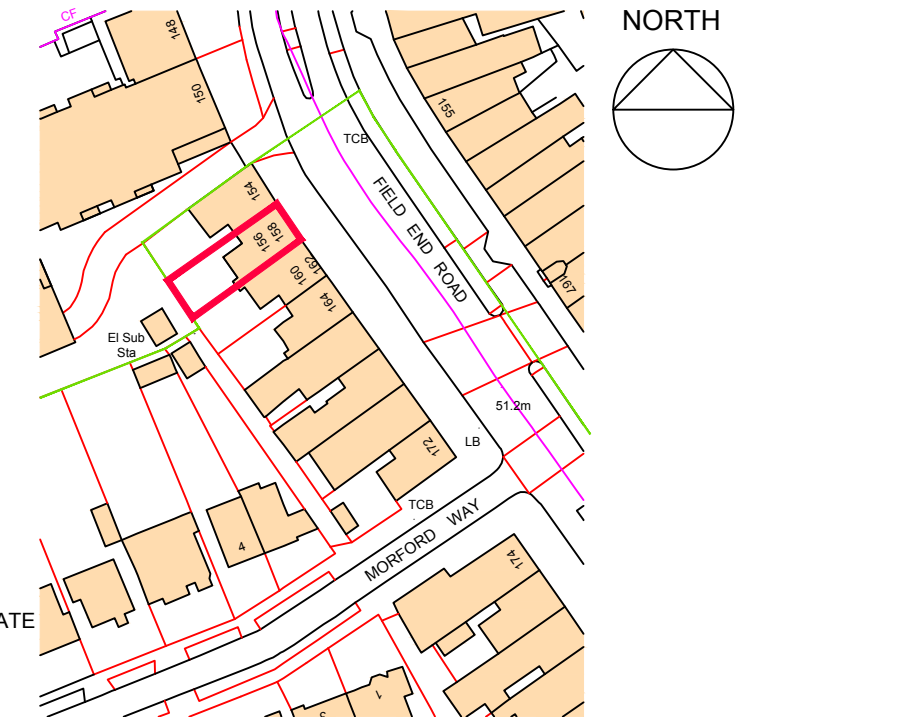 CF
NORTH
148
150
155
TCB
FIELD END ROAD
154
158
156
162
160
164
167
El Sub
Sta
51.2m
LB
172
TCB
MORFORD WAY
174
4
ATE
1